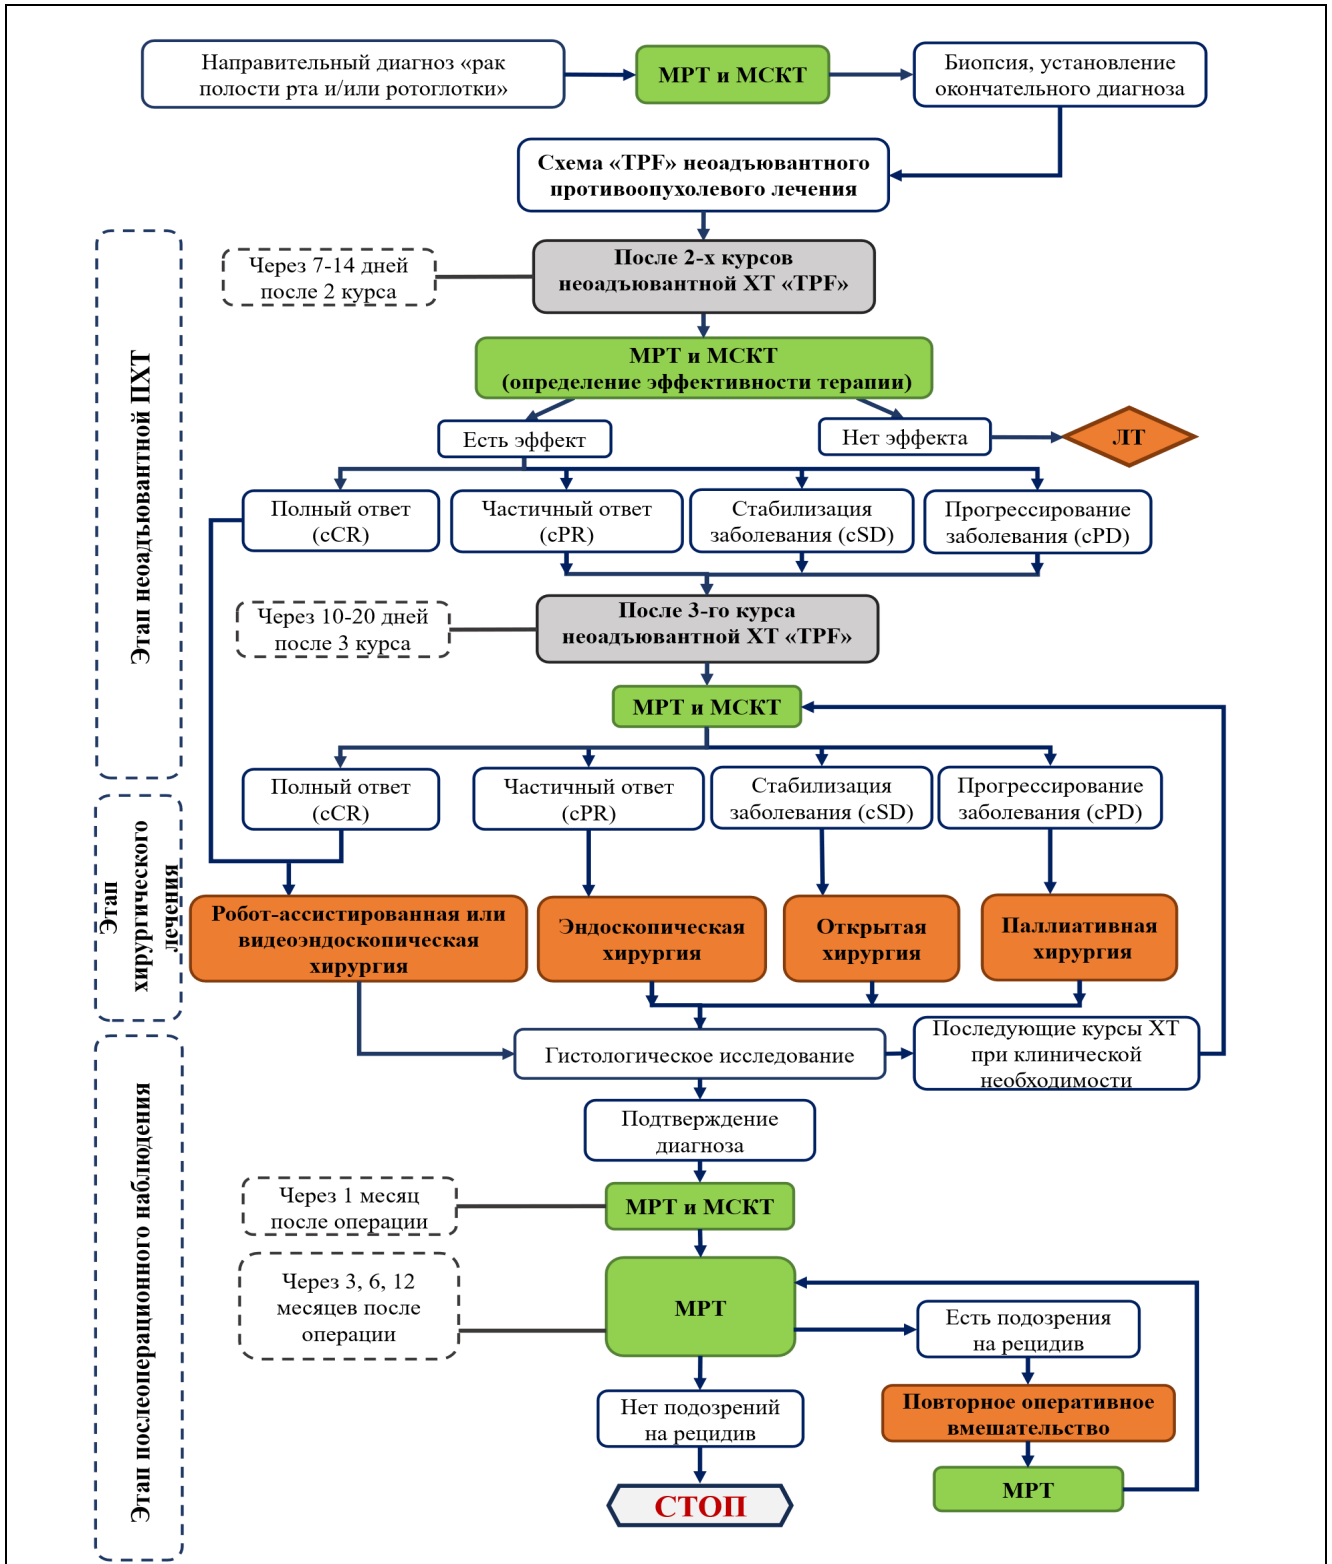 Направительный диагноз «рак
полости рта и/или ротоглотки»
МРТ и МСКТ
Биопсия, установление
окончательного диагноза
Схема «TPF» неоадъювантного
противоопухолевого лечения
Этап неоадъювантной ПХТ
Через 7-14 дней
после 2 курса
После 2-х курсов
неоадъювантной ХТ «TPF»
МРТ и МСКТ
(определение эффективности терапии)
Есть эффект
Нет эффекта
ЛТ
Полный ответ
(cCR)
Частичный ответ
(cPR)
Стабилизация
заболевания (cSD)
Прогрессирование
заболевания (cPD)
Через 10-20 дней
после 3 курса
После 3-го курса
неоадъювантной ХТ «TPF»
МРТ и МСКТ
Полный ответ
(cCR)
Частичный ответ
(cPR)
Стабилизация
заболевания (cSD)
Прогрессирование
заболевания (cPD)
Этап
хирургического
лечения
Робот-ассистированная или
видеоэндоскопическая
хирургия
Эндоскопическая
хирургия
Открытая
хирургия
Паллиативная
хирургия
Этап послеоперационного наблюдения
Гистологическое исследование
Последующие курсы ХТ
при клинической
необходимости
Подтверждение
диагноза
Через 1 месяц
после операции
МРТ и МСКТ
Через 3, 6, 12
месяцев после
операции
МРТ
Есть подозрения
на рецидив
Нет подозрений
на рецидив
Повторное оперативное
вмешательство
МРТ
СТОП